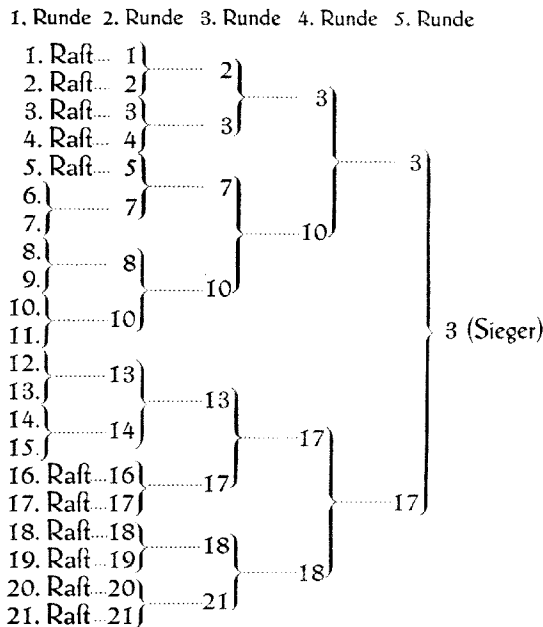 1. Runde 2. Runde 3. Runde 4. Runde 5. Runde
1. Raſt... 1
2
2. Raſt... 2
3
3. Raſt... 3
3
4. Raſt... 4
5. Raſt... 5 3
6. 7
7. 7
10
8. 8
9. 10
10. 10
11. 3 (Sieger)
12. 13
13. 13
14. 14 17
15.
16. Raſt... 16
17
17. Raſt... 17 17
18. Raſt... 18
18
19. Raſt... 19
18
20. Raſt... 20
21
21. Raſt... 21